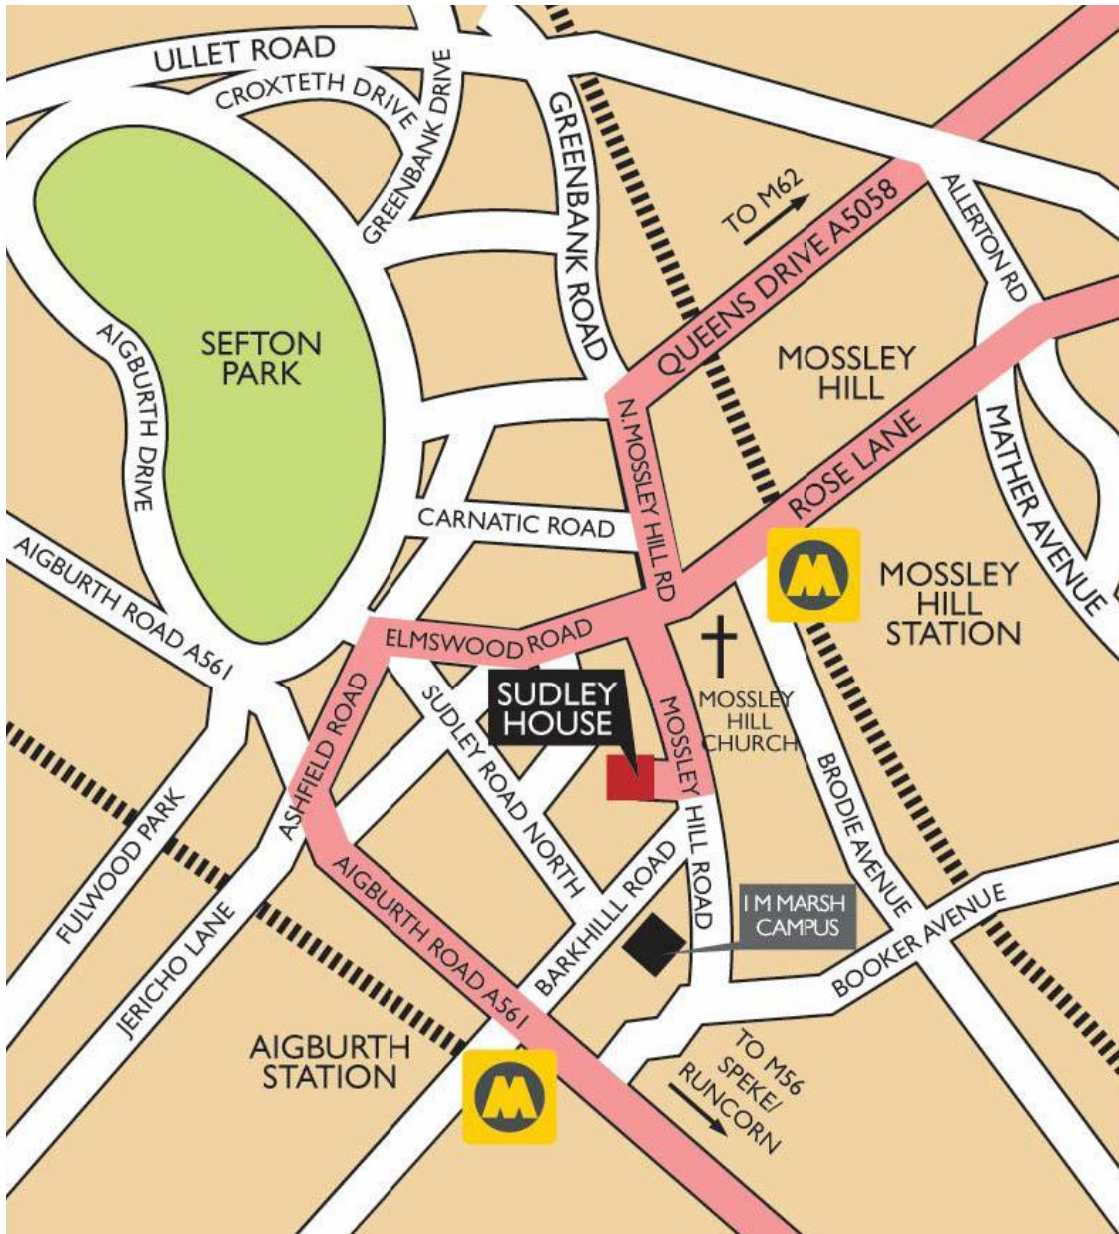 ULLET ROAD
CROXTETH DRIVE
GREENBANK DRIVE
GREENBANK ROAD
TO M62
QUEENS DRIVE A5058
ALLERTON RD
SEFTON
PARK
AIGBURTH DRIVE
MOSSLEY
HILL
N.MOSSLEY HILL RD
ROSE LANE
MATHER AVENUE
CARNATIC ROAD
AIGBURTH ROAD A561
M
MOSSLEY
HILL
STATION
ELMSWOOD ROAD
SUDLEY
HOUSE
MOSSLEY
HILL
CHURCH
MOSSLEY HILL ROAD
SUDLEY ROAD NORTH
ASHFIELD ROAD
BRODIE AVENUE
FULWOOD PARK
JERICHO LANE
AIGBURTH ROAD A561
BARKHILLL ROAD
I M MARSH
CAMPUS
BOOKER AVENUE
AIGBURTH
STATION
M
TO M56
SPEKE/
RUNCORN